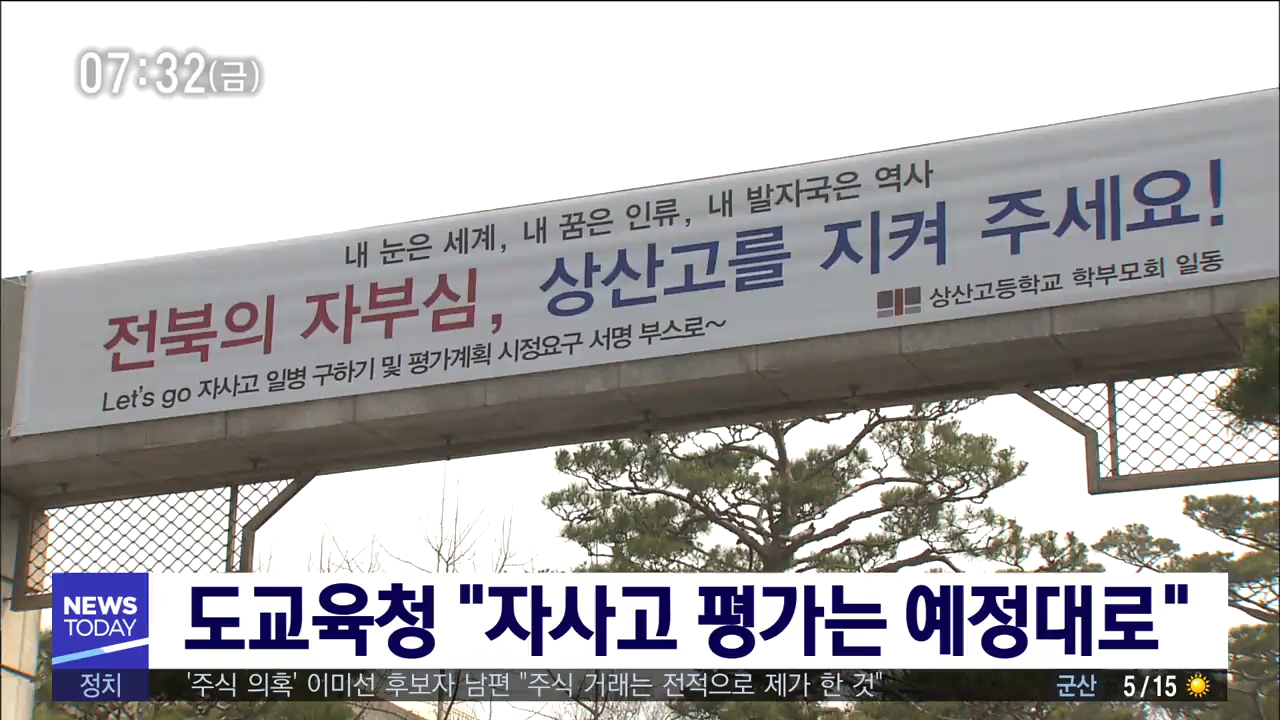 07:32(금)
내 눈은 세계, 내 꿈은 인류, 내 발자국은 역사
전북의 자부심, 상산고를 지켜 주세요!
Let's go 자사고 일병 구하기 및 평가계획 시정요구 서명 부스로~
상산고등학교 학부모회 일동
NEWS
TODAY
도교육청 "자사고 평가는 예정대로"
정치
'주식 의혹' 이미선 후보자 남편 "주식 거래는 전적으로 제가 한 것"
군산 5/15